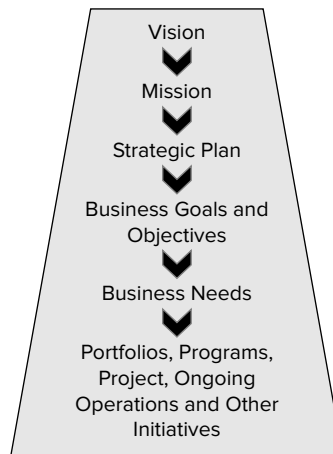 Vision
Mission
Strategic Plan
Business Goals and
Objectives
Business Needs
Portfolios, Programs,
Project, Ongoing
Operations and Other
Initiatives